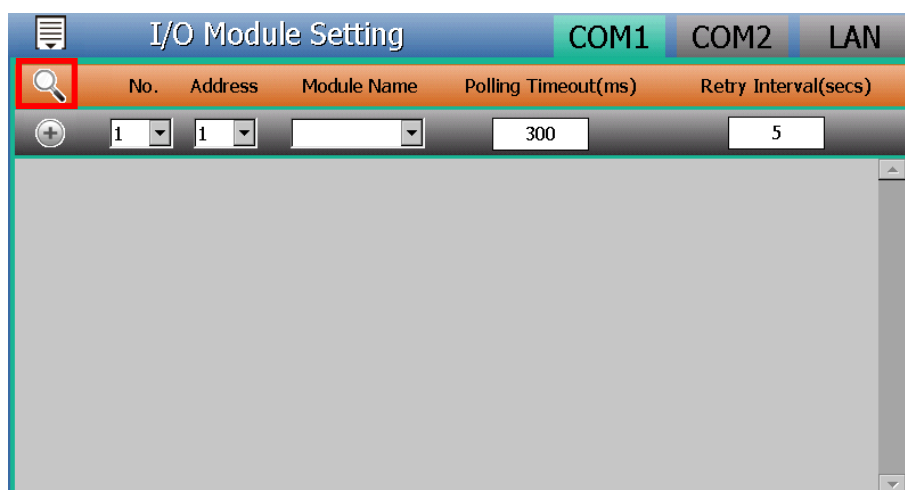 I/O Module Setting COM1 COM2 LAN
No. Address Module Name Polling Timeout(ms) Retry Interval(secs)
1 1 300 5